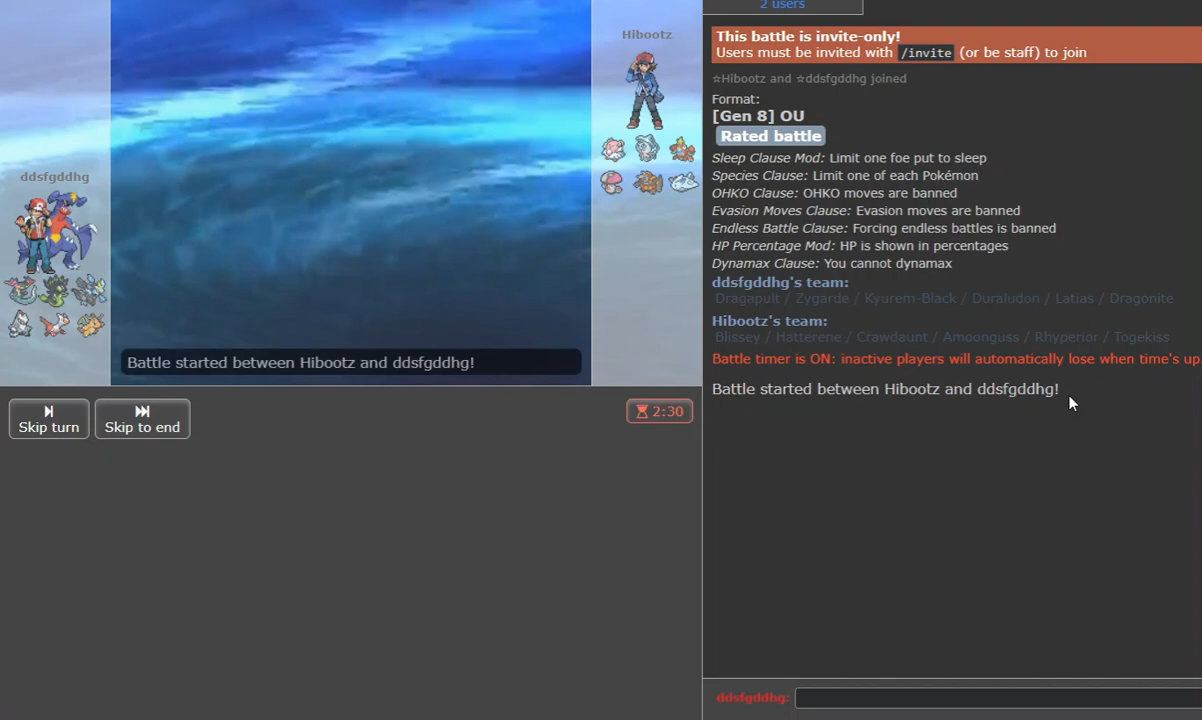 2 users
This battle is invite-only!
Users must be invited with /invite (or be staff) to join
☆Hibootz and ☆ddsfgddhg joined
Format:
[Gen 8] OU
Rated battle
Sleep Clause Mod: Limit one foe put to sleep
Species Clause: Limit one of each Pokémon
OHKO Clause: OHKO moves are banned
Evasion Moves Clause: Evasion moves are banned
Endless Battle Clause: Forcing endless battles is banned
HP Percentage Mod: HP is shown in percentages
Dynamax Clause: You cannot dynamax
ddsfgddhg's team:
Dragapult / Zygarde / Kyurem-Black / Duraludon / Latias / Dragonite
Hibootz's team:
Blissey / Hatterene / Crawdaunt / Amoonguss / Rhyperior / Togekiss
Battle timer is ON: inactive players will automatically lose when time's up
Battle started between Hibootz and ddsfgddhg!
ddsfgddhg:
Hibootz
ddsfgddhg
Battle started between Hibootz and ddsfgddhg!
Skip turn
Skip to end
2:30